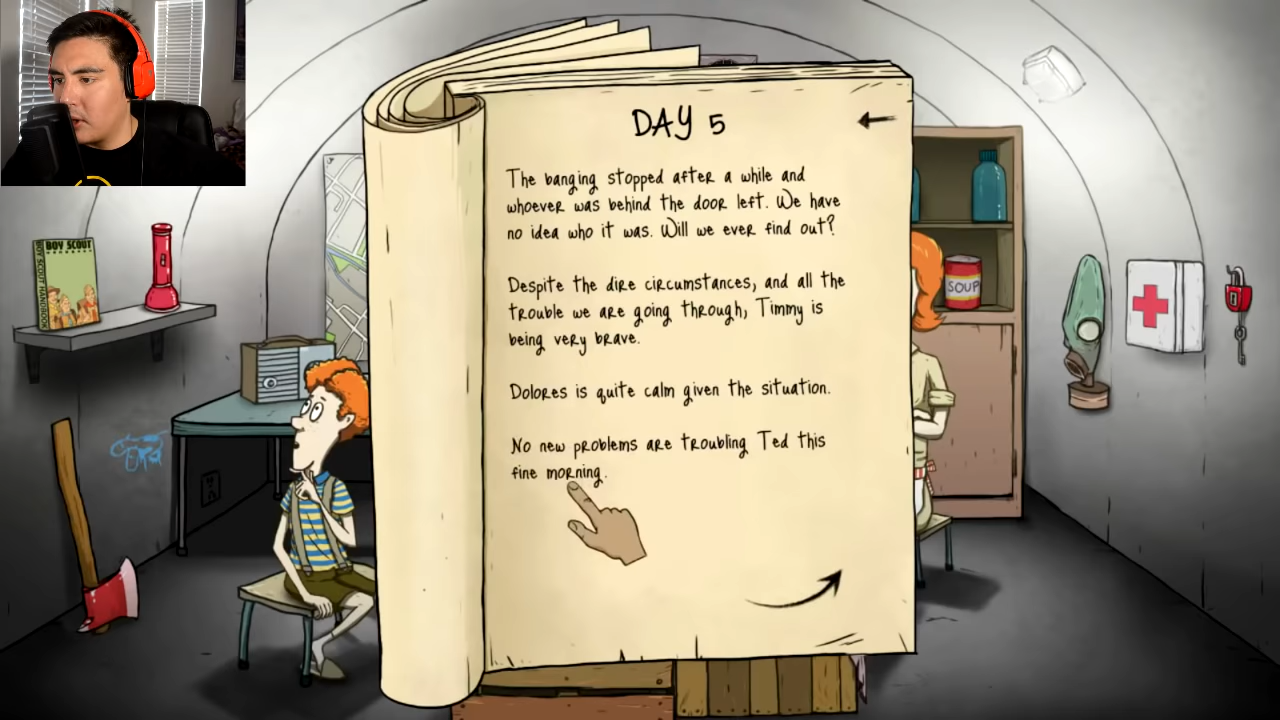 DAY 5
The banging stopped after a while and
whoever was behind the door left. We have
no idea who it was. Will we ever find out?
Despite the dire circumstances, and all the
trouble we are going through, Timmy is
being very brave.
Dolores is quite calm given the situation.
No new problems are troubling Ted this
fine morning.
BOY SCOUT
BOY SCOUT HANDBOOK
SOUP